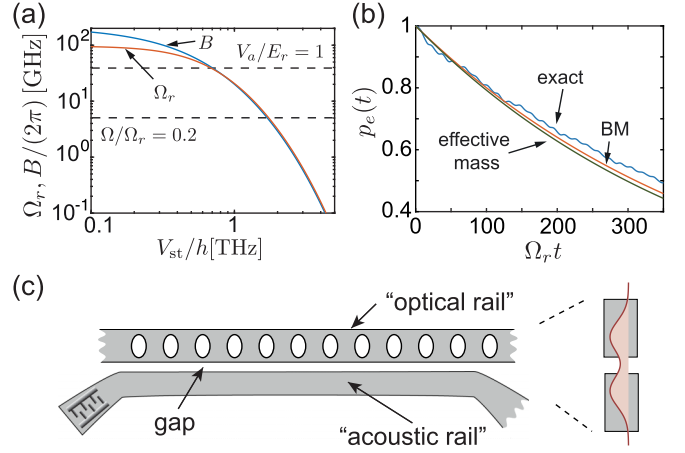 (a)
Ω_r, B/(2π) [GHz]
10^2
10^1
10^0
10^-1
B
V_a/E_r = 1
Ω_r
Ω/Ω_r = 0.2
0.1
1
V_st/h[THz]
(b)
p_e(t)
1
0.8
0.6
0.4
exact
BM
effective
mass
0
100
200
300
Ω_r t
(c)
“optical rail”
gap
“acoustic rail”